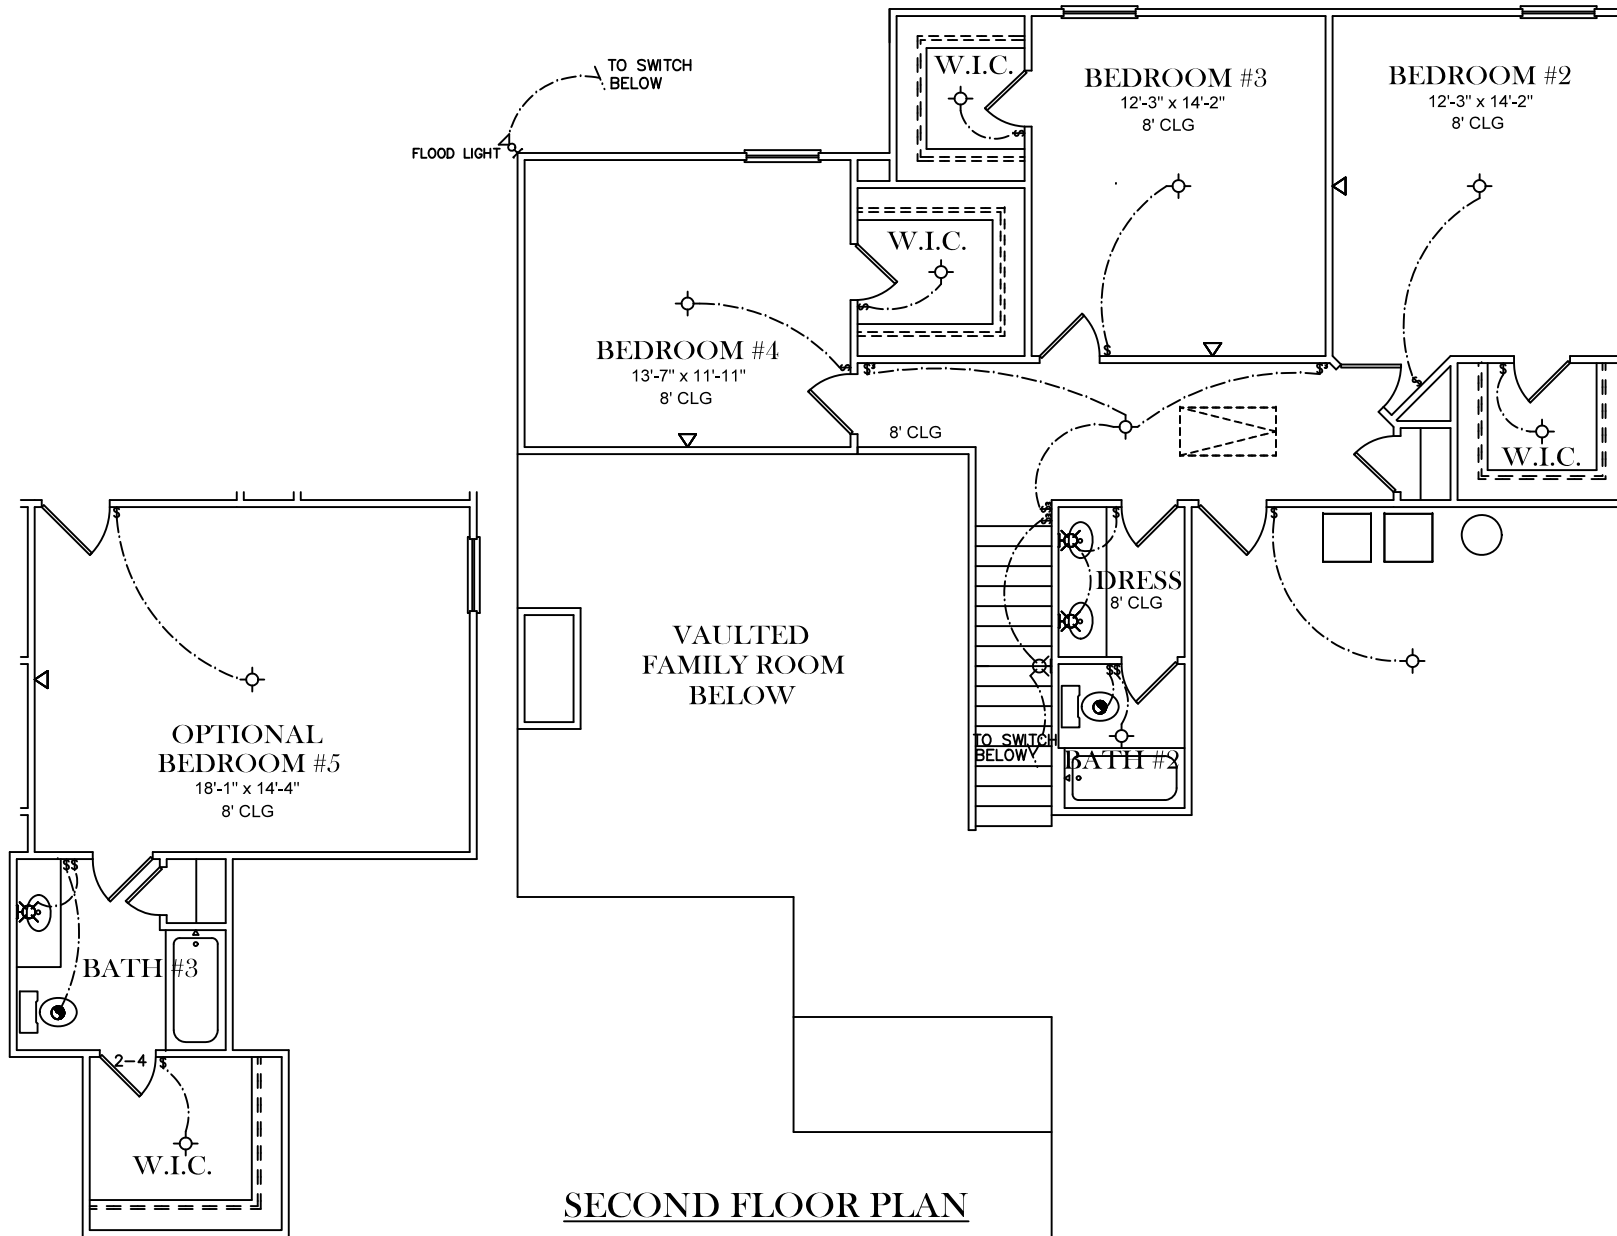 TO SWITCH
BELOW
FLOOD LIGHT
W.I.C.
BEDROOM #3
12'-3" x 14'-2"
8' CLG
BEDROOM #2
12'-3" x 14'-2"
8' CLG
W.I.C.
BEDROOM #4
13'-7" x 11'-11"
8' CLG
8' CLG
W.I.C.
DRESS
8' CLG
VAULTED
FAMILY ROOM
BELOW
TO SWITCH
BELOW
BATH #2
OPTIONAL
BEDROOM #5
18'-1" x 14'-4"
8' CLG
BATH #3
2-4
W.I.C.
SECOND FLOOR PLAN